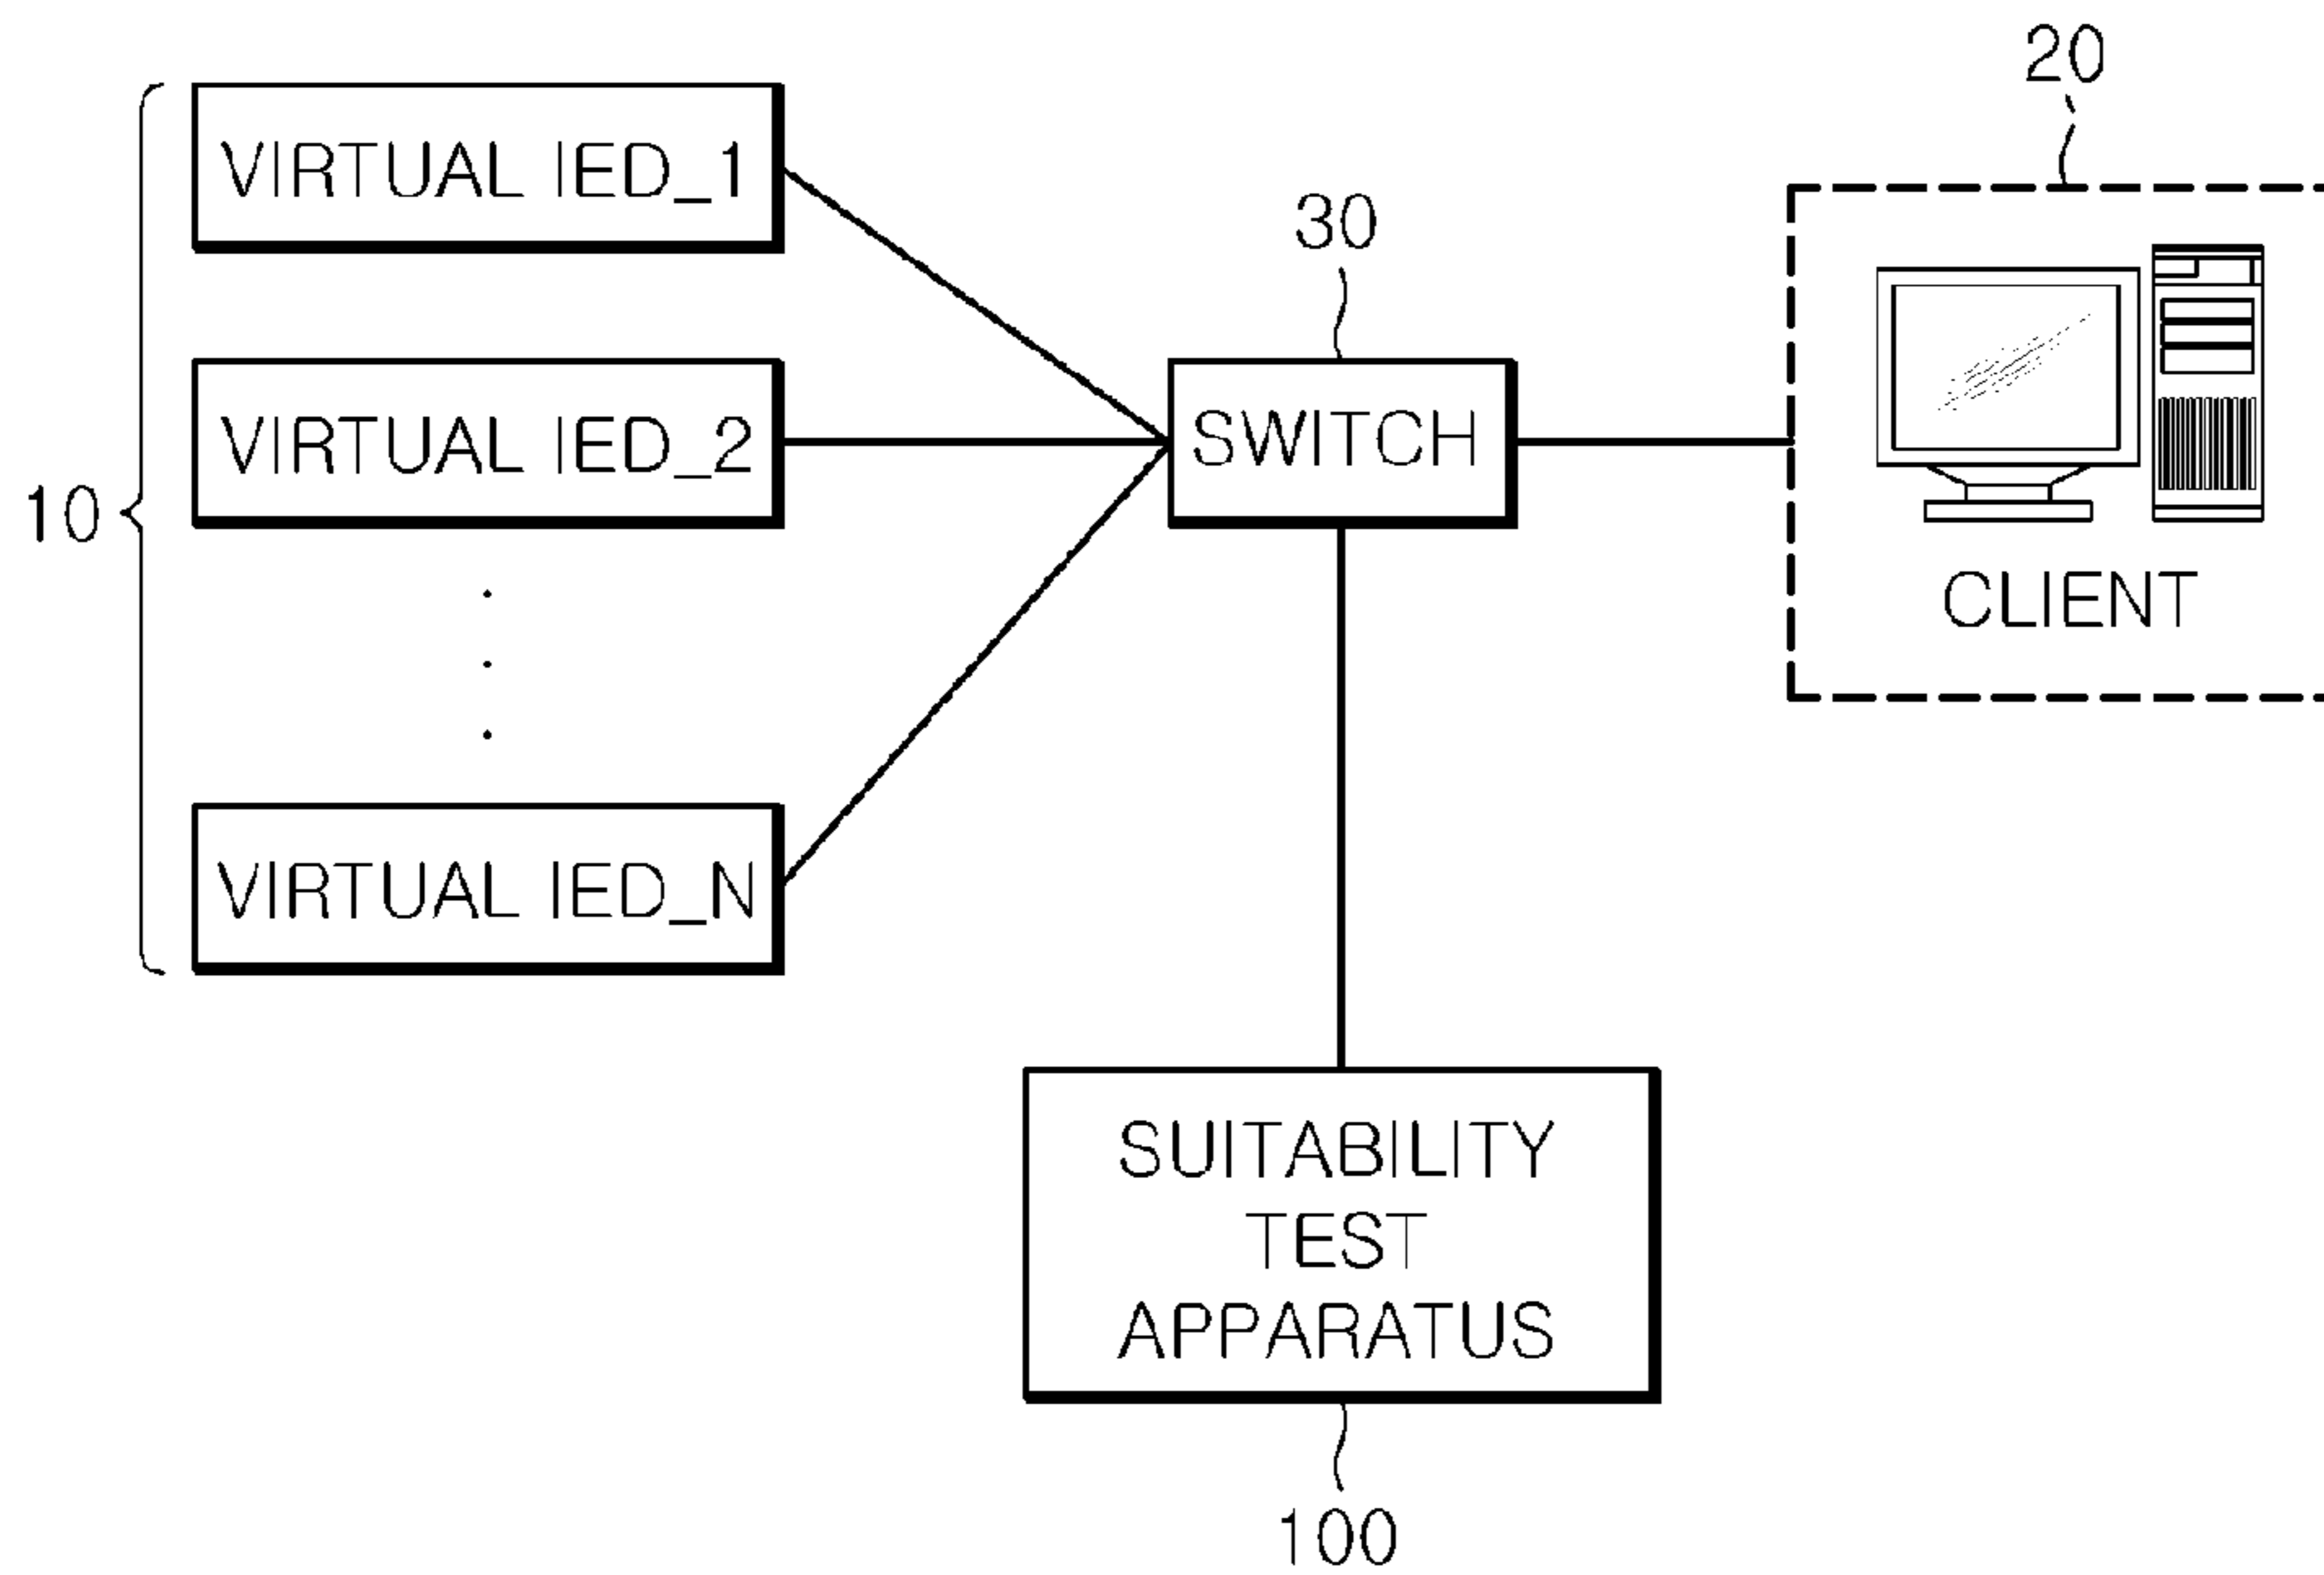 20
VIRTUAL IED_1
30
VIRTUAL IED_2
SWITCH
10
CLIENT
VIRTUAL IED_N
SUITABILITY
TEST
APPARATUS
100